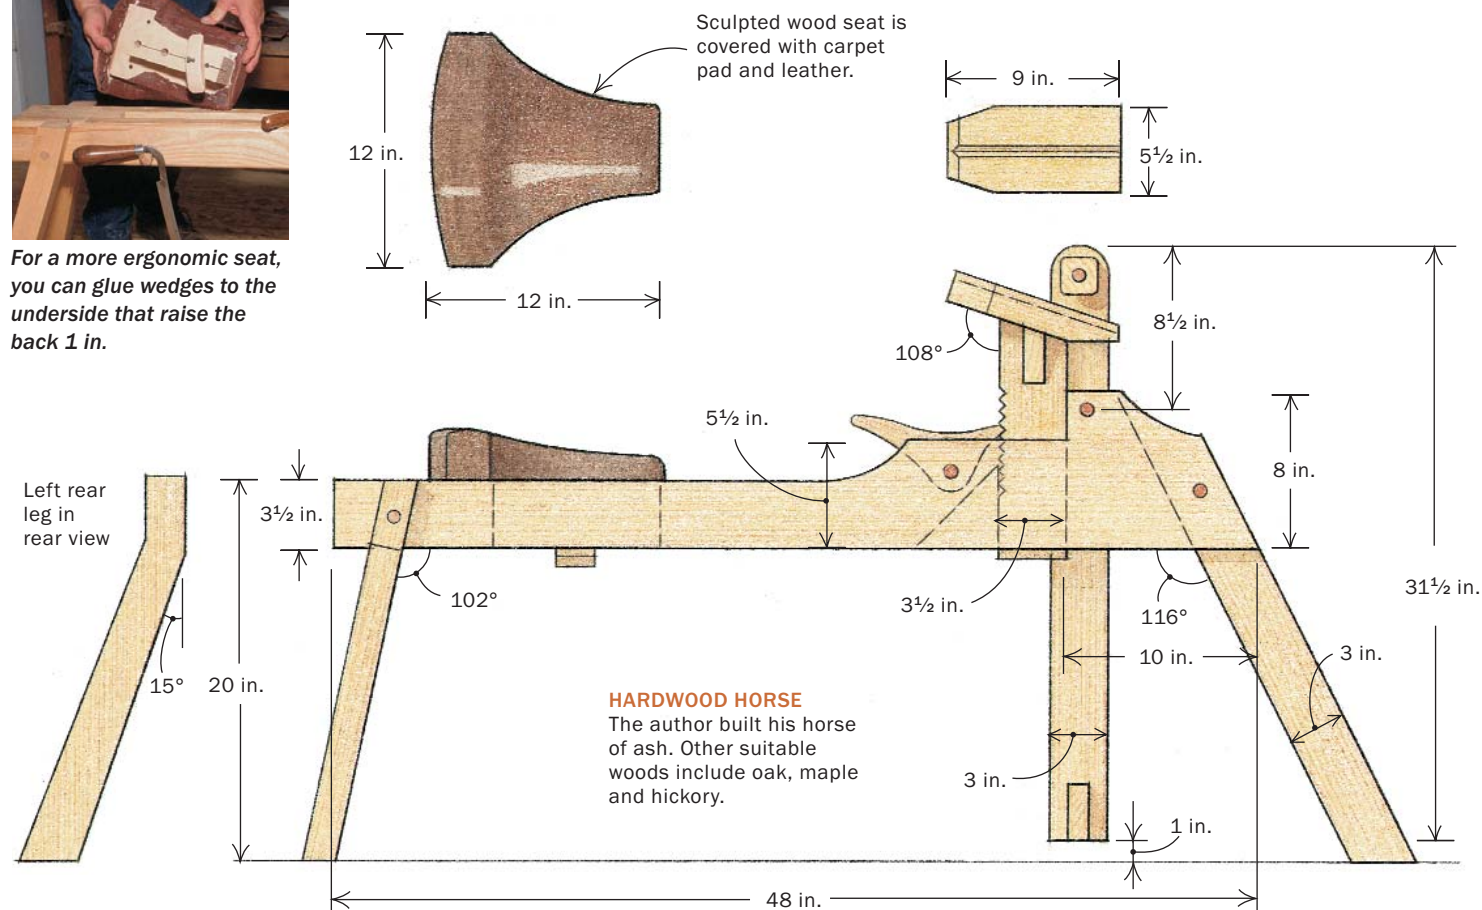 Sculpted wood seat is
covered with carpet
pad and leather.
9 in.
12 in.
5½ in.
For a more ergonomic seat,
you can glue wedges to the
underside that raise the
back 1 in.
12 in.
8½ in.
108°
5½ in.
8 in.
Left rear
leg in
rear view
3½ in.
102°
3½ in.
116°
31½ in.
10 in.
3 in.
15°
20 in.
HARDWOOD HORSE
The author built his horse
of ash. Other suitable
woods include oak, maple
and hickory.
3 in.
1 in.
48 in.